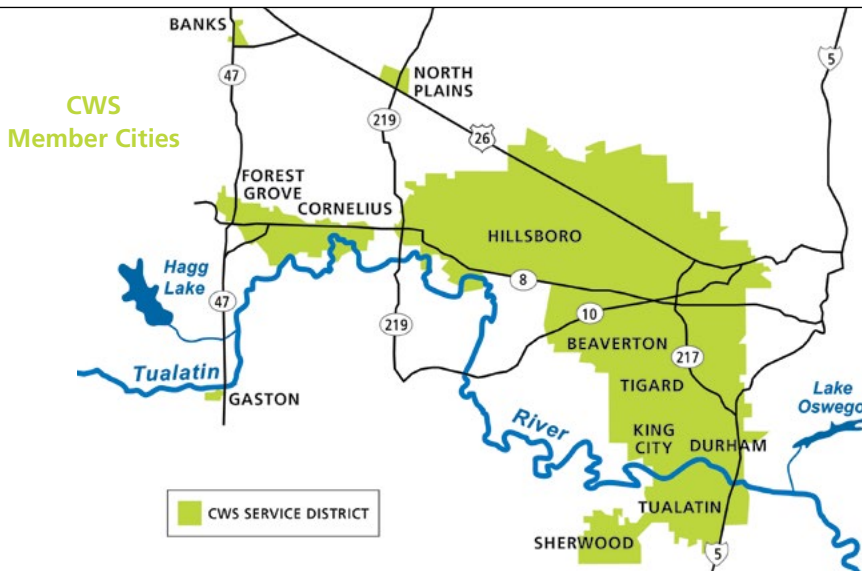 BANKS
5
47
NORTH
PLAINS
CWS
Member Cities
219
26
FOREST
GROVE
CORNELIUS
HILLSBORO
Hagg
Lake
8
47
219
10
BEAVERTON
217
Tualatin
TIGARD
GASTON
Lake
Oswego
River
KING
CITY
DURHAM
CWS SERVICE DISTRICT
TUALATIN
SHERWOOD
5